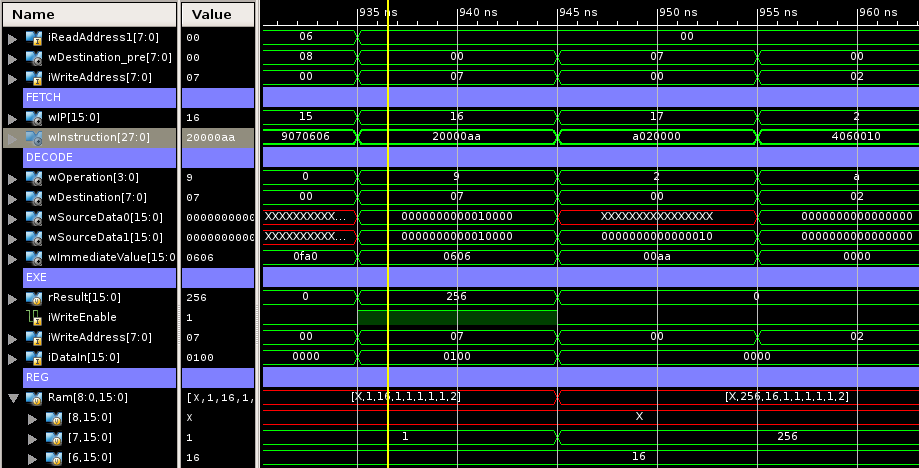 Name Value 935 ns 940 ns 945 ns 950 ns 955 ns 960 ns
iReadAddress1[7:0] 00 06 00
wDestination_pre[7:0] 00 08 00 07 00
iWriteAddress[7:0] 07 00 07 00 02
FETCH
wIP[15:0] 16 15 16 17 2
wInstruction[27:0] 20000aa 9070606 20000aa a020000 4060010
DECODE
wOperation[3:0] 9 0 9 2 a
wDestination[7:0] 07 00 07 00 02
wSourceData0[15:0] 0000000000 XXXXXXXXXX... 0000000000010000 XXXXXXXXXXXXXXXX 0000000000000000
wSourceData1[15:0] 0000000000 XXXXXXXXXX... 0000000000010000 0000000000000010 0000000000000000
wImmediateValue[15:0 0606 0fa0 0606 00aa 0000
EXE
rResult[15:0] 256 0 256 0
iWriteEnable 1
iWriteAddress[7:0] 07 00 07 00 02
iDataIn[15:0] 0100 0000 0100 0000
REG
Ram[8:0,15:0] [X,1,16,1, [X,1,16,1,1,1,1,1,2] [X,256,16,1,1,1,1,1,2]
[8,15:0] X X
[7,15:0] 1 1 256
[6,15:0] 16 16